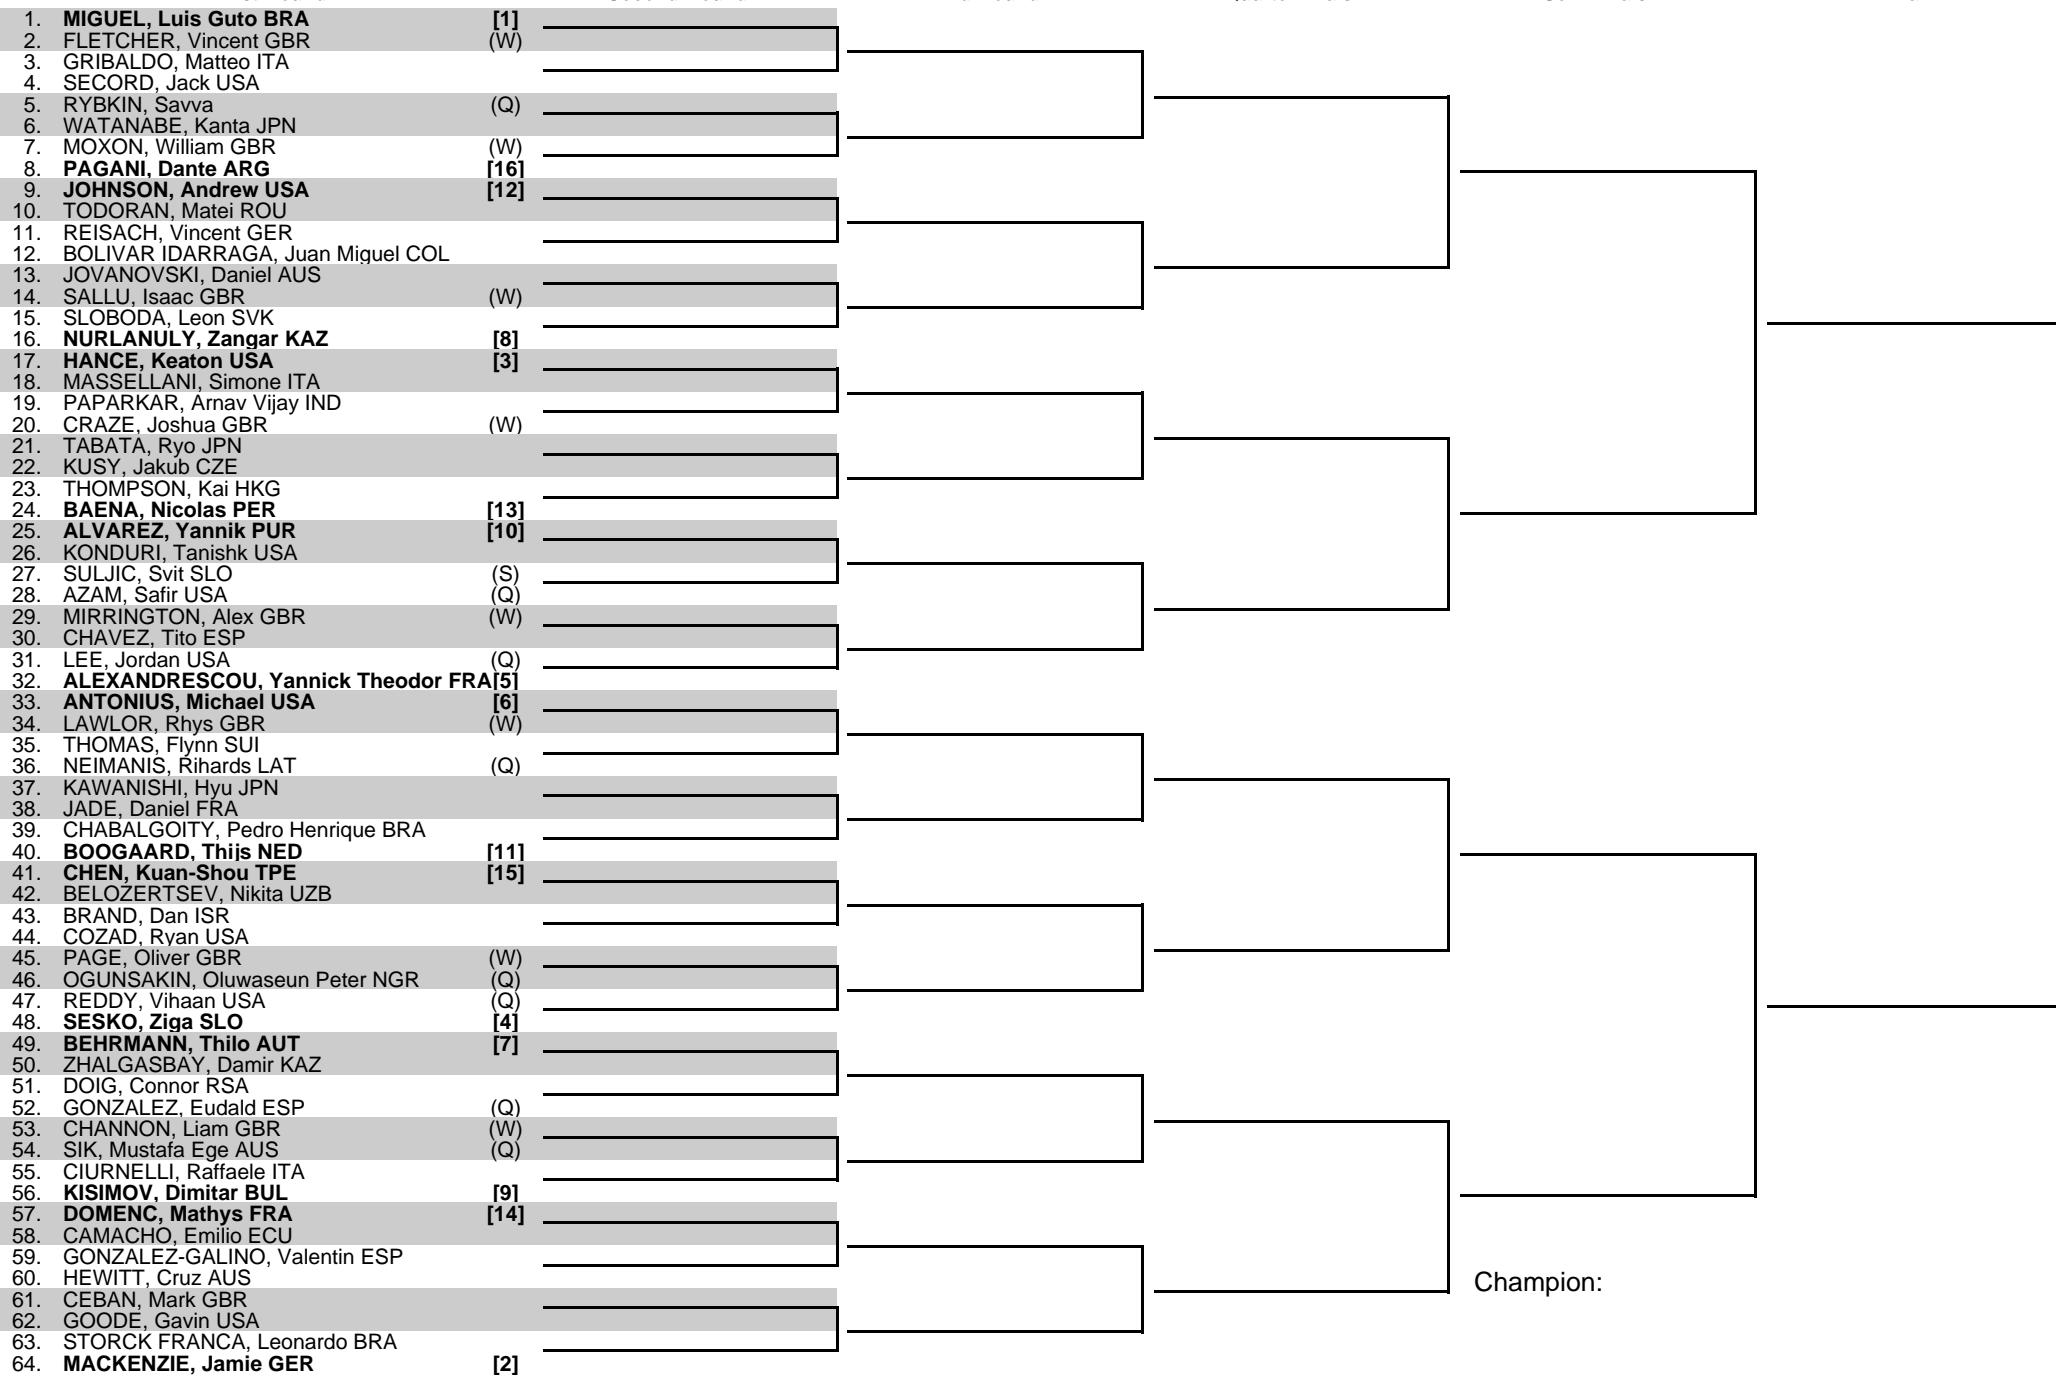 1. MIGUEL, Luis Guto BRA [1]
2. FLETCHER, Vincent GBR (W)
3. GRIBALDO, Matteo ITA
4. SECORD, Jack USA
5. RYBKIN, Savva (Q)
6. WATANABE, Kanta JPN
7. MOXON, William GBR (W)
8. PAGANI, Dante ARG [16]
9. JOHNSON, Andrew USA [12]
10. TODORAN, Matei ROU
11. REISACH, Vincent GER
12. BOLIVAR IDARRAGA, Juan Miguel COL
13. JOVANOVSKI, Daniel AUS
14. SALLU, Isaac GBR (W)
15. SLOBODA, Leon SVK
16. NURLANULY, Zangar KAZ [8]
17. HANCE, Keaton USA [3]
18. MASSELLANI, Simone ITA
19. PAPARKAR, Arnav Vijay IND
20. CRAZE, Joshua GBR (W)
21. TABATA, Ryo JPN
22. KUSY, Jakub CZE
23. THOMPSON, Kai HKG
24. BAENA, Nicolas PER [13]
25. ALVAREZ, Yannik PUR [10]
26. KONDURI, Tanishk USA
27. SULJIC, Svit SLO (S)
28. AZAM, Safir USA (Q)
29. MIRRINGTON, Alex GBR (W)
30. CHAVEZ, Tito ESP
31. LEE, Jordan USA (Q)
32. ALEXANDRESCOU, Yannick Theodor FRA[5]
33. ANTONIUS, Michael USA [6]
34. LAWLOR, Rhys GBR (W)
35. THOMAS, Flynn SUI
36. NEIMANIS, Rihards LAT (Q)
37. KAWANISHI, Hyu JPN
38. JADE, Daniel FRA
39. CHABALGOITY, Pedro Henrique BRA
40. BOOGAARD, Thijs NED [11]
41. CHEN, Kuan-Shou TPE [15]
42. BELOZERTSEV, Nikita UZB
43. BRAND, Dan ISR
44. COZAD, Ryan USA
45. PAGE, Oliver GBR (W)
46. OGUNSAKIN, Oluwaseun Peter NGR (Q)
47. REDDY, Vihaan USA (Q)
48. SESKO, Ziga SLO [4]
49. BEHRMANN, Thilo AUT [7]
50. ZHALGASBAY, Damir KAZ
51. DOIG, Connor RSA
52. GONZALEZ, Eudald ESP (Q)
53. CHANNON, Liam GBR (W)
54. SIK, Mustafa Ege AUS (Q)
55. CIURNELLI, Raffaele ITA
56. KISIMOV, Dimitar BUL [9]
57. DOMENC, Mathys FRA [14]
58. CAMACHO, Emilio ECU
59. GONZALEZ-GALINO, Valentin ESP
60. HEWITT, Cruz AUS
Champion:
61. CEBAN, Mark GBR
62. GOODE, Gavin USA
63. STORCK FRANCA, Leonardo BRA
64. MACKENZIE, Jamie GER [2]